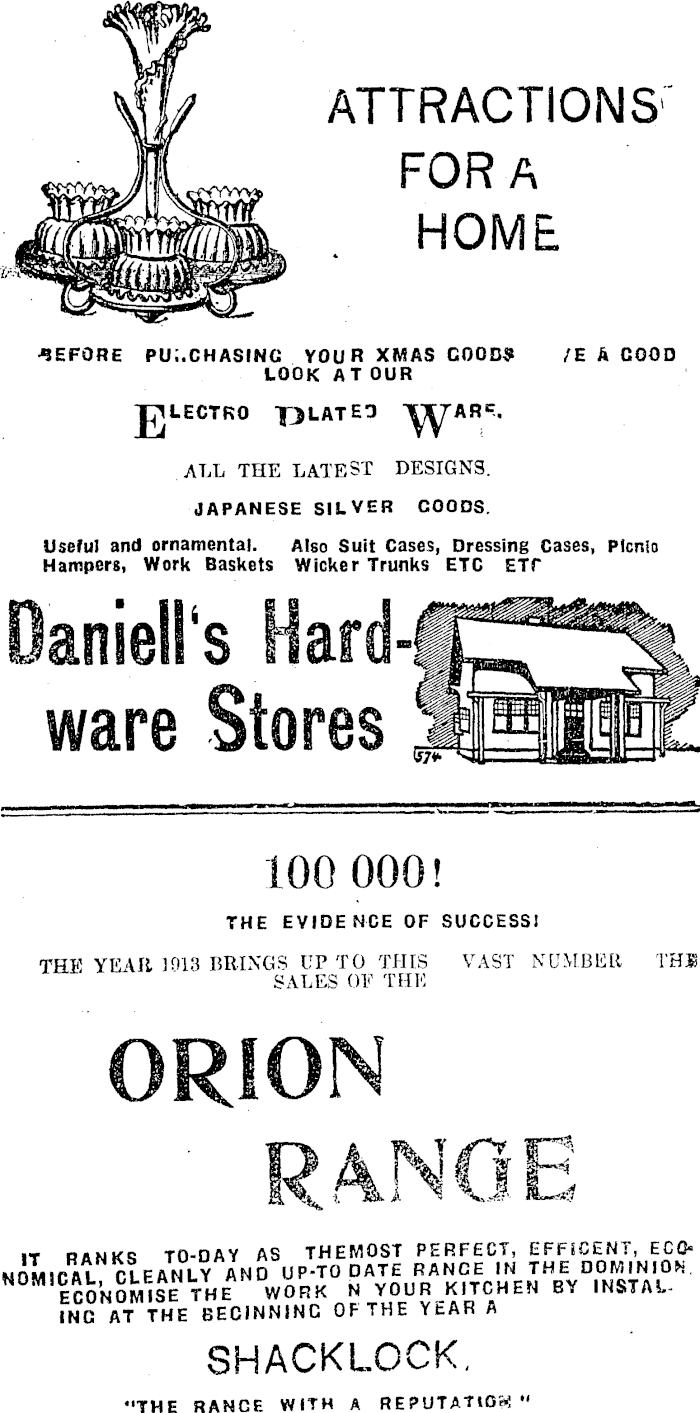 ATTRACTIONS
FOR A
HOME
BEFORE PURCHASING YOUR XMAS GOODS A GOOD
LOOK AT OUR
ELECTRO PLATED WARE.
ALL THE LATEST DESIGNS.
JAPANESE SILVER GOODS.
Useful and ornamental. Also Suit Cases, Dressing Cases, Picnic
Hampers, Work Baskets Wicker Trunks ETC ETC
Daniell's Hard-
ware Stores
574
100 000!
THE EVIDENCE OF SUCCESS!
THE YEAR 1913 BRINGS UP TO THIS VAST NUMBER THE
SALES OF THE
ORION
RANGE
IT RANKS TO-DAY AS THEMOST PERFECT, EFFICENT, ECO-
NOMICAL, CLEANLY AND UP-TO DATE RANGE IN THE DOMINION.
ECONOMISE THE WORK N YOUR KITCHEN BY INSTAL-
ING AT THE BEGINNING OF THE YEAR A
SHACKLOCK.
"THE RANGE WITH A REPUTATION"